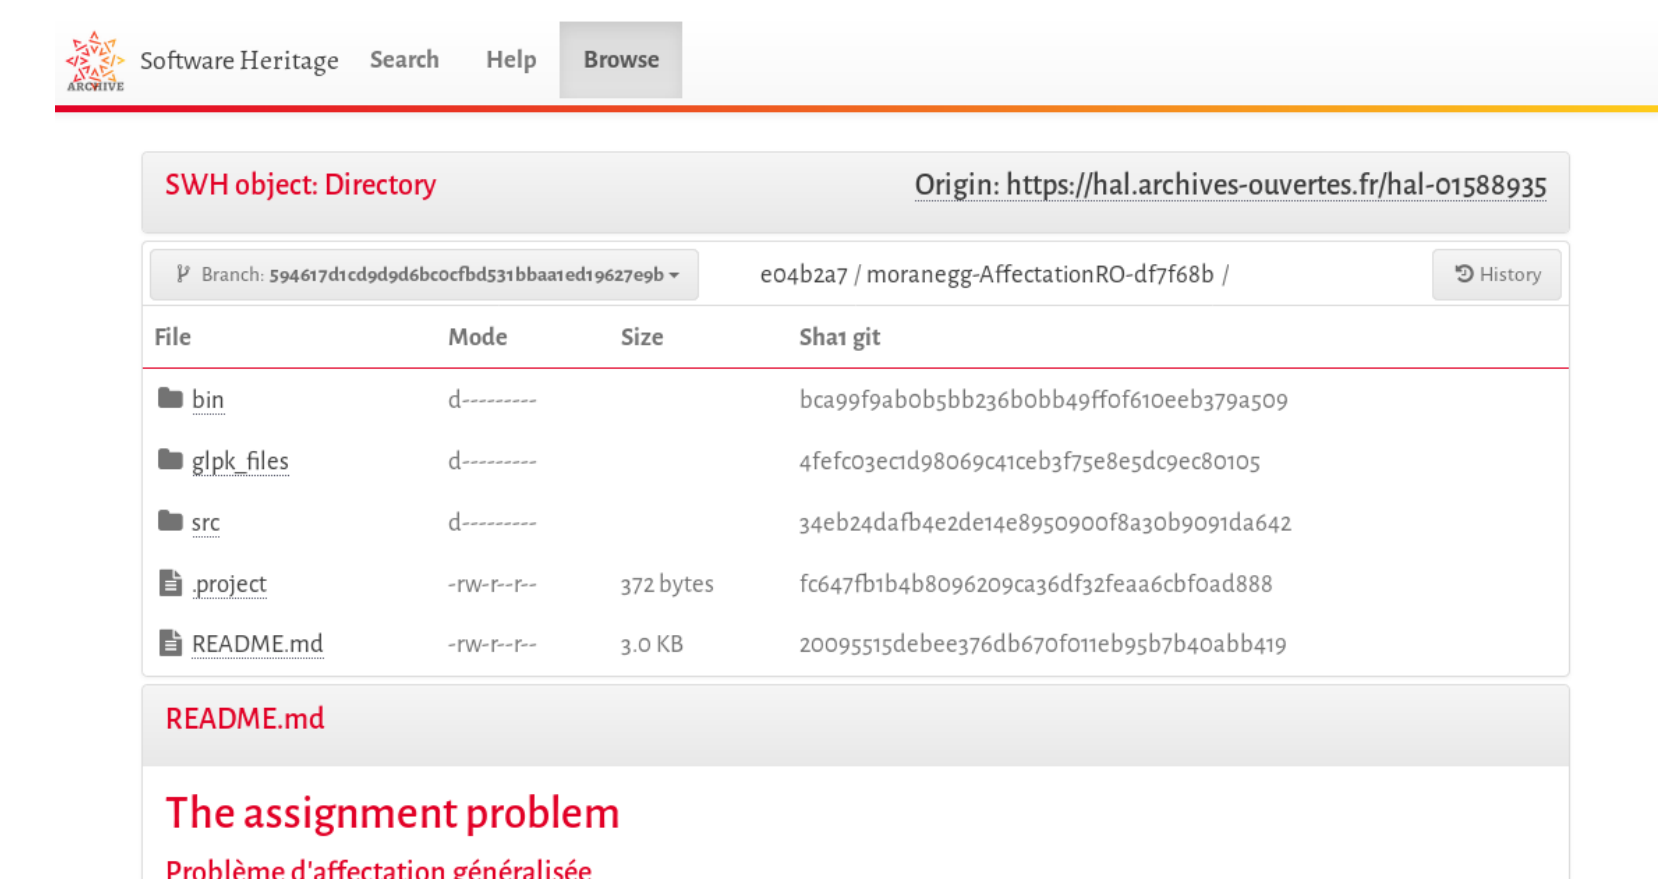 ARCHIVE
Software Heritage Search Help Browse
SWH object: Directory Origin: https://hal.archives-ouvertes.fr/hal-01588935
Branch: 594617d1cd9d9d6bc0cfbd531bbaa1ed19627e9b e04b2a7 / moranegg-AffectationRO-df7f68b / History
File Mode Size Sha1 git
bin d--------- bca99f9ab0b5bb236b0bb49ff0f610eeb379a509
glpk_files d--------- 4fefc03ec1d98069c41ceb3f75e8e5dc9ec80105
src d--------- 34eb24dafb4e2de14e8950900f8a30b9091da642
.project -rw-r--r-- 372 bytes fc647fb1b4b8096209ca36df32feaa6cbf0ad888
README.md -rw-r--r-- 3.0 KB 20095515debee376db670f011eb95b7b40abb419
README.md
The assignment problem
Problème d'affectation généralisée